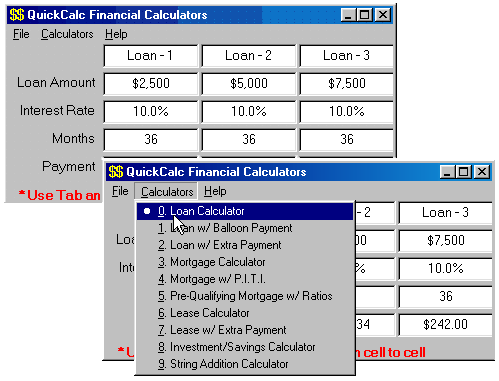 $$ QuickCalc Financial Calculators
File Calculators Help
Loan - 1 Loan - 2 Loan - 3
Loan Amount $2,500 $5,000 $7,500
Interest Rate 10.0% 10.0% 10.0%
Months 36 36 36
Payment
* Use Tab an
$$ QuickCalc Financial Calculators
File Calculators Help
0. Loan Calculator
1. Loan w/ Balloon Payment
2. Loan w/ Extra Payment
3. Mortgage Calculator
4. Mortgage w/ P.I.T.I.
5. Pre-Qualifying Mortgage w/ Ratios
6. Lease Calculator
7. Lease w/ Extra Payment
8. Investment/Savings Calculator
9. String Addition Calculator
- 2 Loan - 3
Loa 00 $7,500
Inte % 10.0%
36
34 $242.00
* U n cell to cell